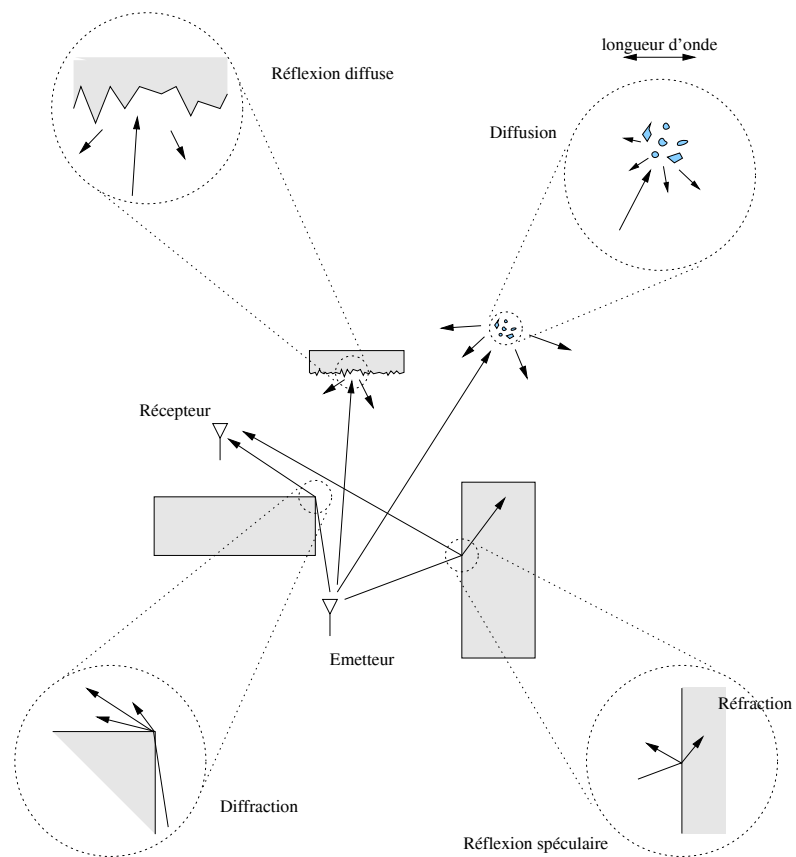 longueur d'onde
Réflexion diffuse
Diffusion
Récepteur
Emetteur
Réfraction
Diffraction
Réflexion spéculaire